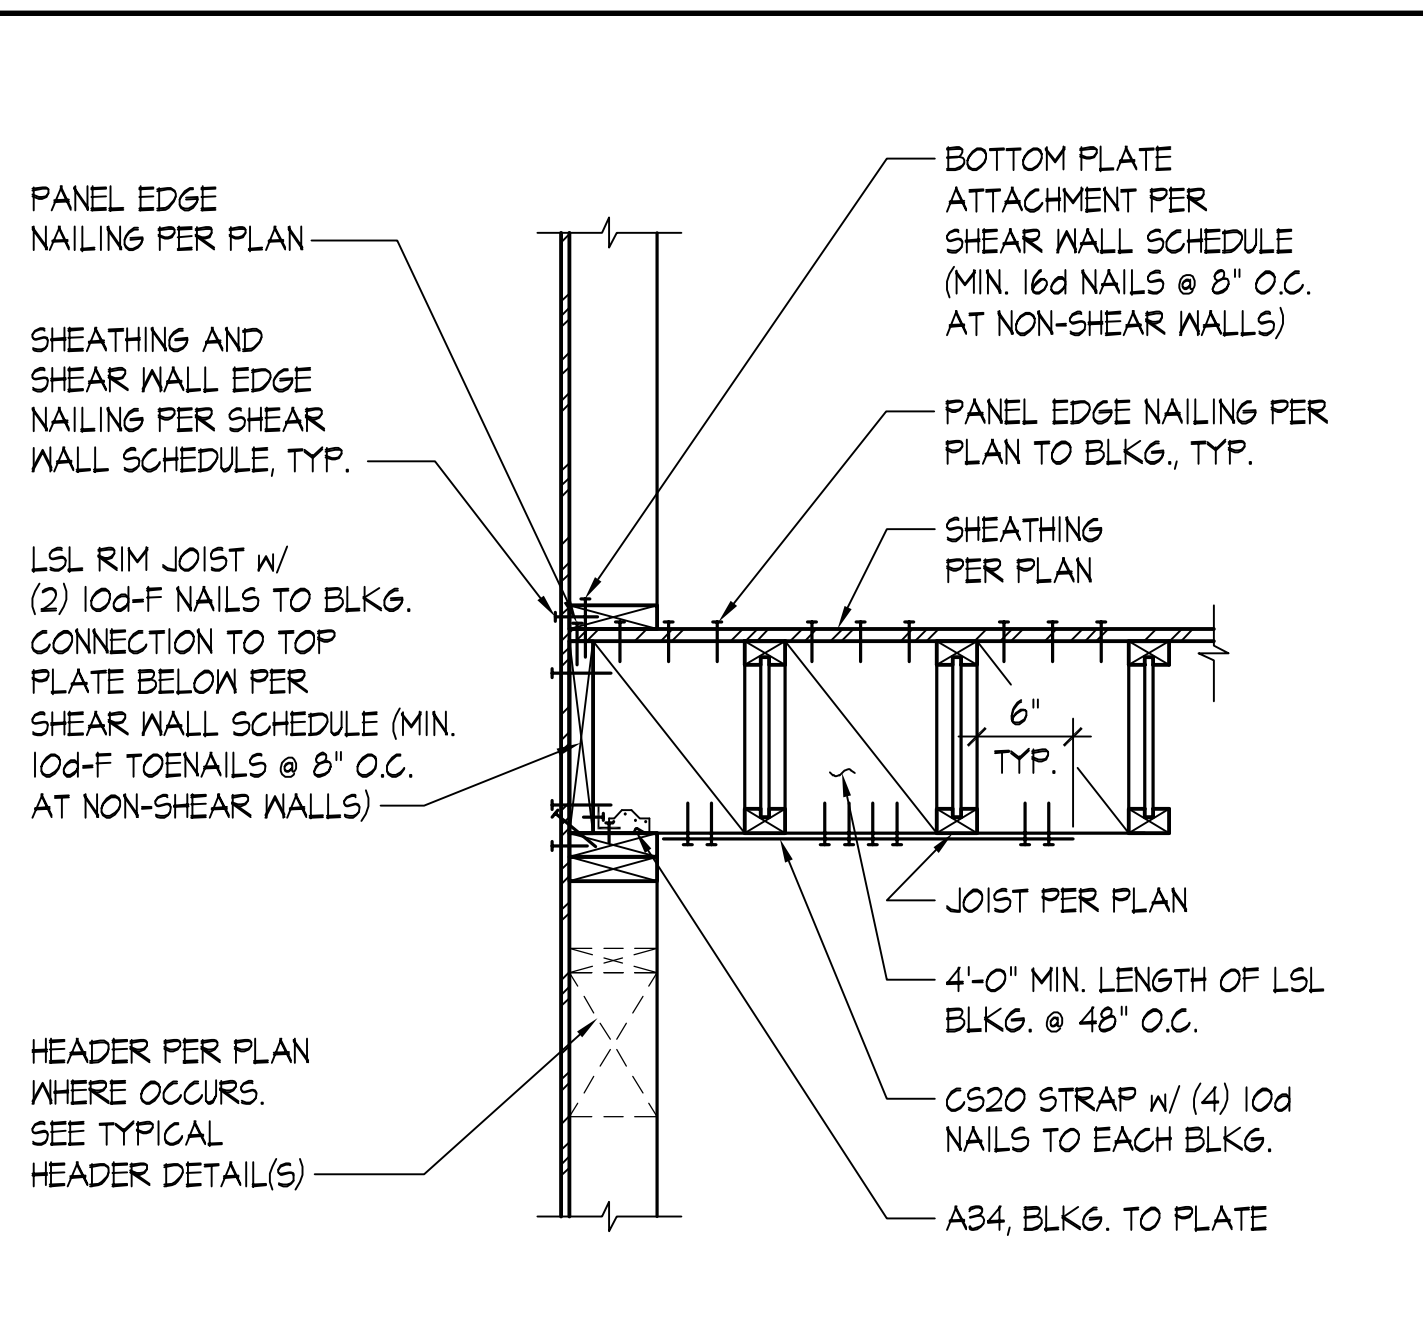 PANEL EDGE
NAILING PER PLAN
SHEATHING AND
SHEAR WALL EDGE
NAILING PER SHEAR
WALL SCHEDULE, TYP.
LSL RIM JOIST w/
(2) 10d-F NAILS TO BLKG.
CONNECTION TO TOP
PLATE BELOW PER
SHEAR WALL SCHEDULE (MIN.
10d-F TOENAILS @ 8" O.C.
AT NON-SHEAR WALLS)
HEADER PER PLAN
WHERE OCCURS.
SEE TYPICAL
HEADER DETAIL(S)
BOTTOM PLATE
ATTACHMENT PER
SHEAR WALL SCHEDULE
(MIN. 16d NAILS @ 8" O.C.
AT NON-SHEAR WALLS)
PANEL EDGE NAILING PER
PLAN TO BLKG., TYP.
SHEATHING
PER PLAN
6"
TYP.
JOIST PER PLAN
4'-0" MIN. LENGTH OF LSL
BLKG. @ 48" O.C.
CS20 STRAP w/ (4) 10d
NAILS TO EACH BLKG.
A34, BLKG. TO PLATE